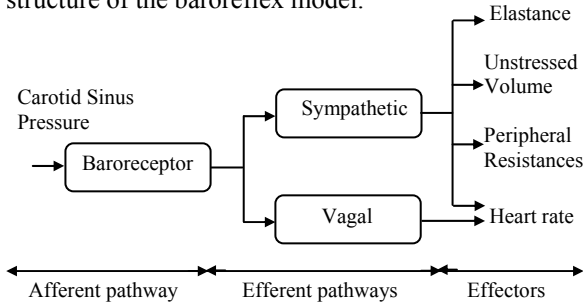 structure of the baroreflex model.
Elastance
Unstressed
Volume
Carotid Sinus
Pressure
Sympathetic
Baroreceptor
Peripheral
Resistances
Vagal
Heart rate
Afferent pathway
Efferent pathways
Effectors